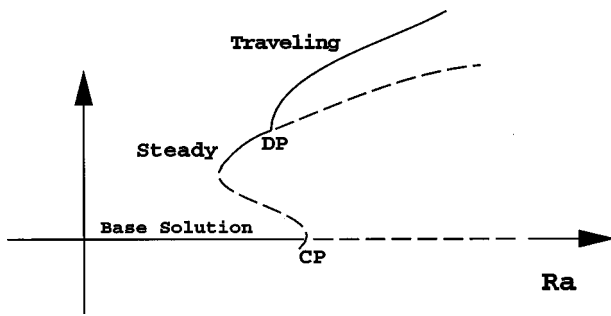 Traveling
DP
Steady
Base Solution
CP
Ra